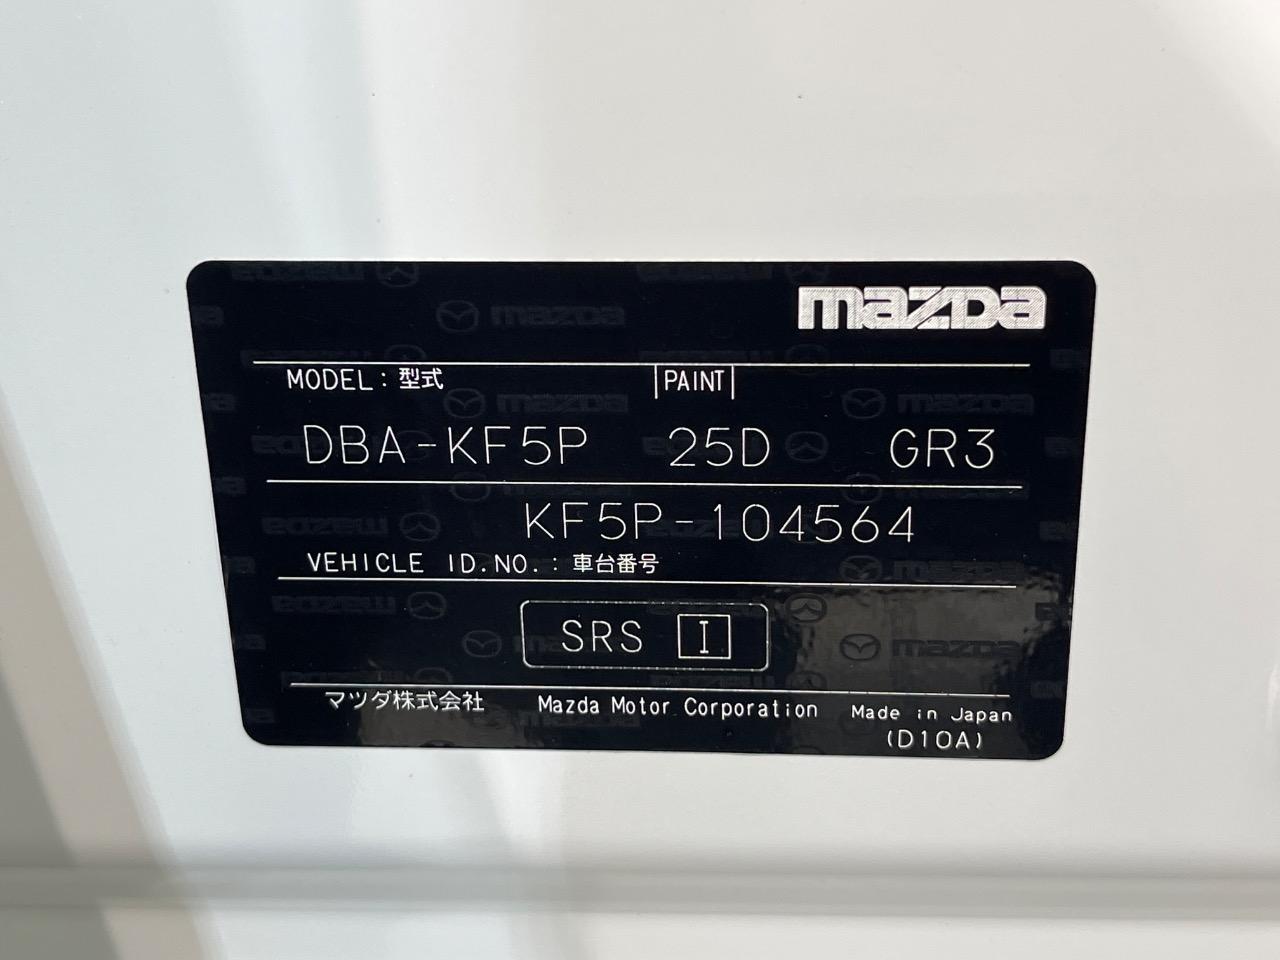 mazda
MODEL : 型式 |PAINT|
DBA-KF5P 25D GR3
KF5P-104564
VEHICLE ID.NO. : 車台番号
SRS I
マツダ株式会社 Mazda Motor Corporation Made in Japan
(D10A)